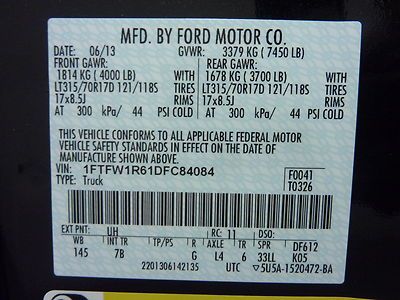 MFD. BY FORD MOTOR CO.
DATE: 06/13 GVWR: 3379 KG ( 7450 LB)
FRONT GAWR: REAR GAWR:
1814 KG ( 4000 LB) 1678 KG ( 3700 LB)
LT315/70R17D 121/118S TIRES LT315/70R17D 121/118S TIRES
17x8.5J RIMS 17x8.5J RIMS
AT 300 kPa/ 44 PSI COLD AT 300 kPa/ 44 PSI COLD
THIS VEHICLE CONFORMS TO ALL APPLICABLE FEDERAL MOTOR
VEHICLE SAFETY STANDARDS IN EFFECT ON THE DATE OF
MANUFACTURE SHOWN ABOVE.
VIN: 1FTFW1R61DFC84084 F0041
TYPE: Truck T0326
EXT PNT: UH RC: 11 DSO:
WB INT TR TP/PS R AXLE TR SPR DF612
145 7B G L4 6 33LL K05
2201306142135 UTC ▽5U5A-1520472-BA